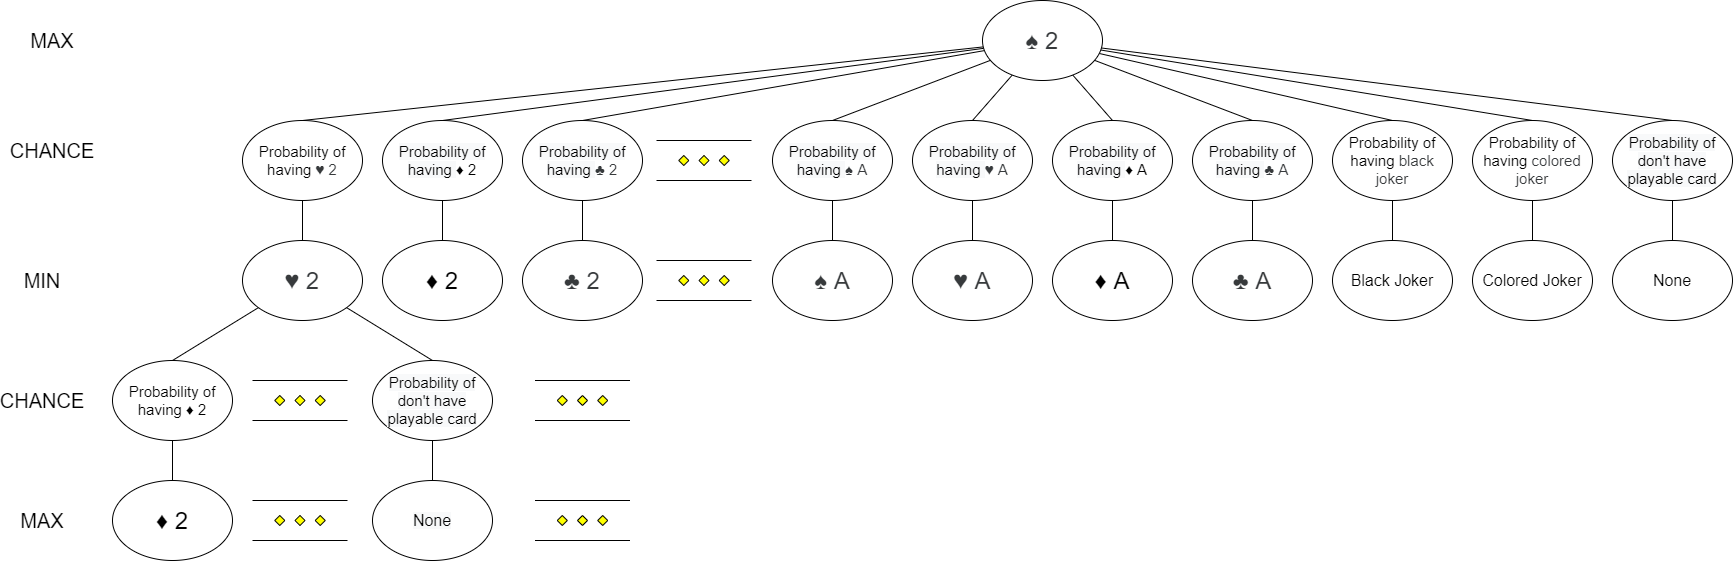 MAX
♠ 2
CHANCE
Probability of
having ♥ 2
Probability of
having ♦ 2
Probability of
having ♣ 2
Probability of
having ♠ A
Probability of
having ♥ A
Probability of
having ♦ A
Probability of
having ♣ A
Probability of
having black
joker
Probability of
having colored
joker
Probability of
don't have
playable card
MIN
♥ 2
♦ 2
♣ 2
♠ A
♥ A
♦ A
♣ A
Black Joker
Colored Joker
None
CHANCE
Probability of
having ♦ 2
Probability of
don't have
playable card
MAX
♦ 2
None